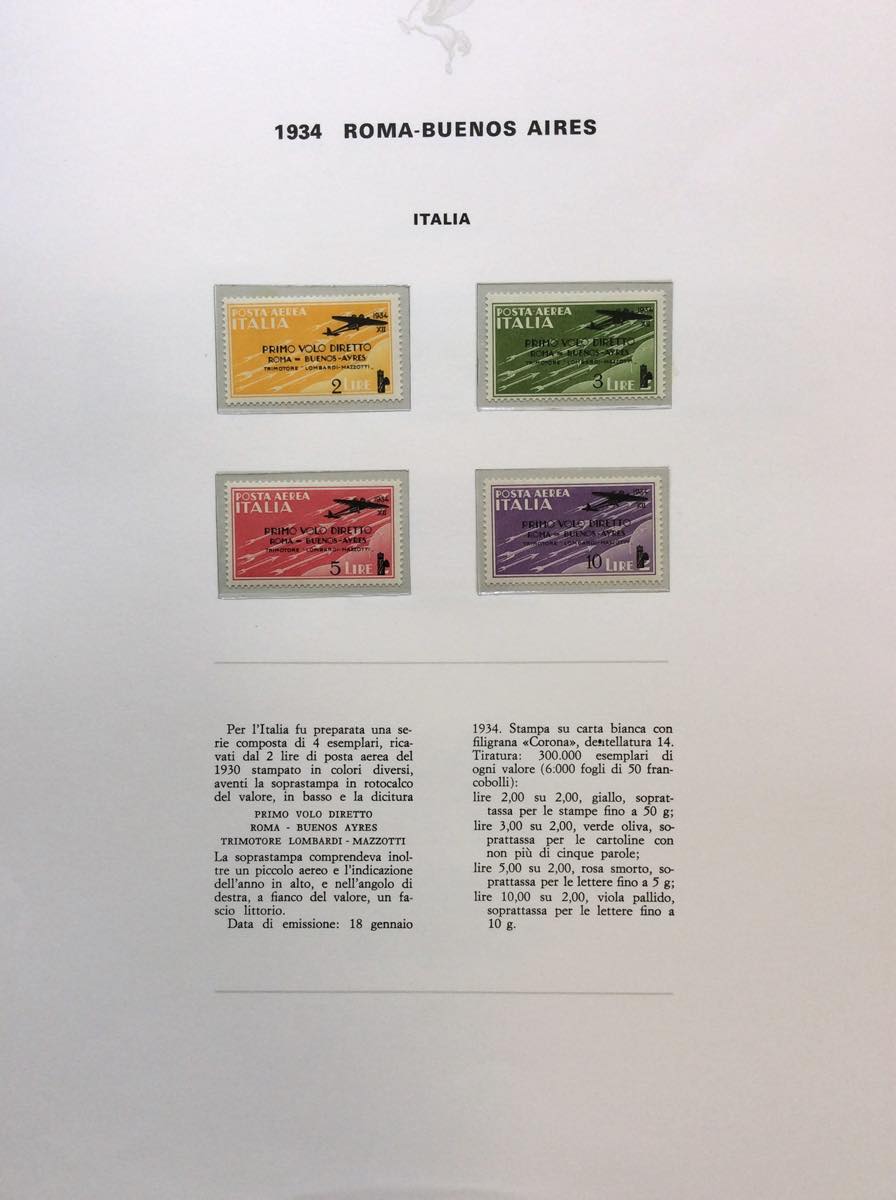 1934 ROMA-BUENOS AIRES
ITALIA
POSTA AEREA
ITALIA
1934
XII
PRIMO VOLO DIRETTO
ROMA = BUENOS-AYRES
TRIMOTORE "LOMBARDI-MAZZOTTI"
2 LIRE
POSTA AEREA
ITALIA
1934
XII
PRIMO VOLO DIRETTO
ROMA = BUENOS-AYRES
TRIMOTORE "LOMBARDI-MAZZOTTI"
3 LIRE
POSTA AEREA
ITALIA
1934
XII
PRIMO VOLO DIRETTO
ROMA = BUENOS-AYRES
TRIMOTORE "LOMBARDI-MAZZOTTI"
5 LIRE
POSTA AEREA
ITALIA
1934
XII
PRIMO VOLO DIRETTO
ROMA = BUENOS-AYRES
TRIMOTORE "LOMBARDI-MAZZOTTI"
10 LIRE
Per l'Italia fu preparata una se-
rie composta di 4 esemplari, rica-
vati dal 2 lire di posta aerea del
1930 stampato in colori diversi,
aventi la soprastampa in rotocalco
del valore, in basso e la dicitura
PRIMO VOLO DIRETTO
ROMA - BUENOS AYRES
TRIMOTORE LOMBARDI - MAZZOTTI
La soprastampa comprendeva inol-
tre un piccolo aereo e l'indicazione
dell'anno in alto, e nell'angolo di
destra, a fianco del valore, un fa-
scio littorio.
Data di emissione: 18 gennaio
1934. Stampa su carta bianca con
filigrana «Corona», dentellatura 14.
Tiratura: 300.000 esemplari di
ogni valore (6.000 fogli di 50 fran-
cobolli):
lire 2,00 su 2,00, giallo, soprat-
tassa per le stampe fino a 50 g;
lire 3,00 su 2,00, verde oliva, so-
prattassa per le cartoline con
non più di cinque parole;
lire 5,00 su 2,00, rosa smorto, so-
prattassa per le lettere fino a 5 g;
lire 10,00 su 2,00, viola pallido,
soprattassa per le lettere fino a
10 g.